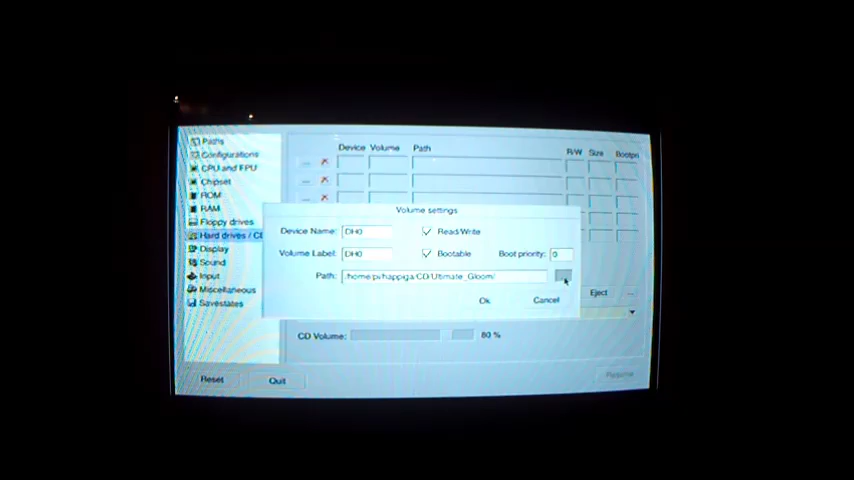 Paths
Configurations
CPU and FPU
Chipset
ROM
RAM
Floppy drives
Hard drives / CD
Display
Sound
Input
Miscellaneous
Savestates
Device Volume Path R/W Size Bootpri
... X
... X
... X
Volume settings
Device Name: DH0 Read/Write
Volume Label: DH0 Bootable Boot priority: 0
Path: /home/pi/happiga/CD/Ultimate_Gloom/
Ok Cancel
Eject ...
CD Volume: 80 %
Reset Quit Resume